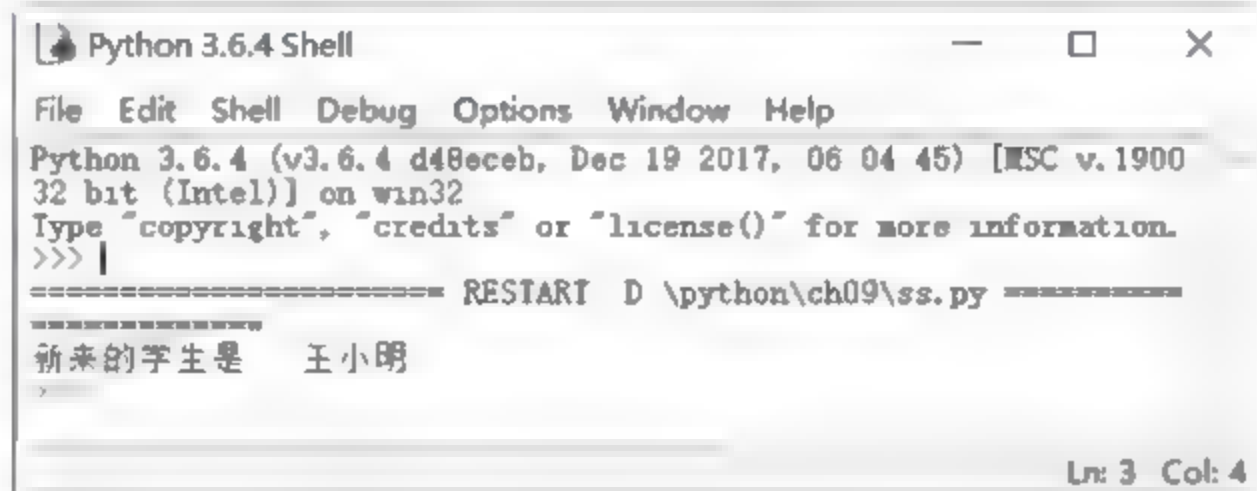 Python 3.6.4 Shell
File Edit Shell Debug Options Window Help
Python 3.6.4 (v3.6.4 d48eceb, Dec 19 2017, 06 04 45) [MSC v.1900
32 bit (Intel)] on win32
Type "copyright", "credits" or "license()" for more information.
>>>
======================= RESTART D \python\ch09\ss.py ==========
=============
新来的学生是 王小明
>
Ln: 3 Col: 4